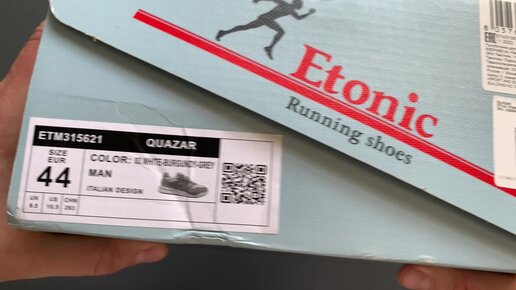 Etonic
Running shoes
ETM315621 QUAZAR
SIZE
EUR
44
COLOR: 02 WHITE-BURGUNDY-GREY
MAN
ITALIAN DESIGN
UK US CHN
9.5 10.5 280